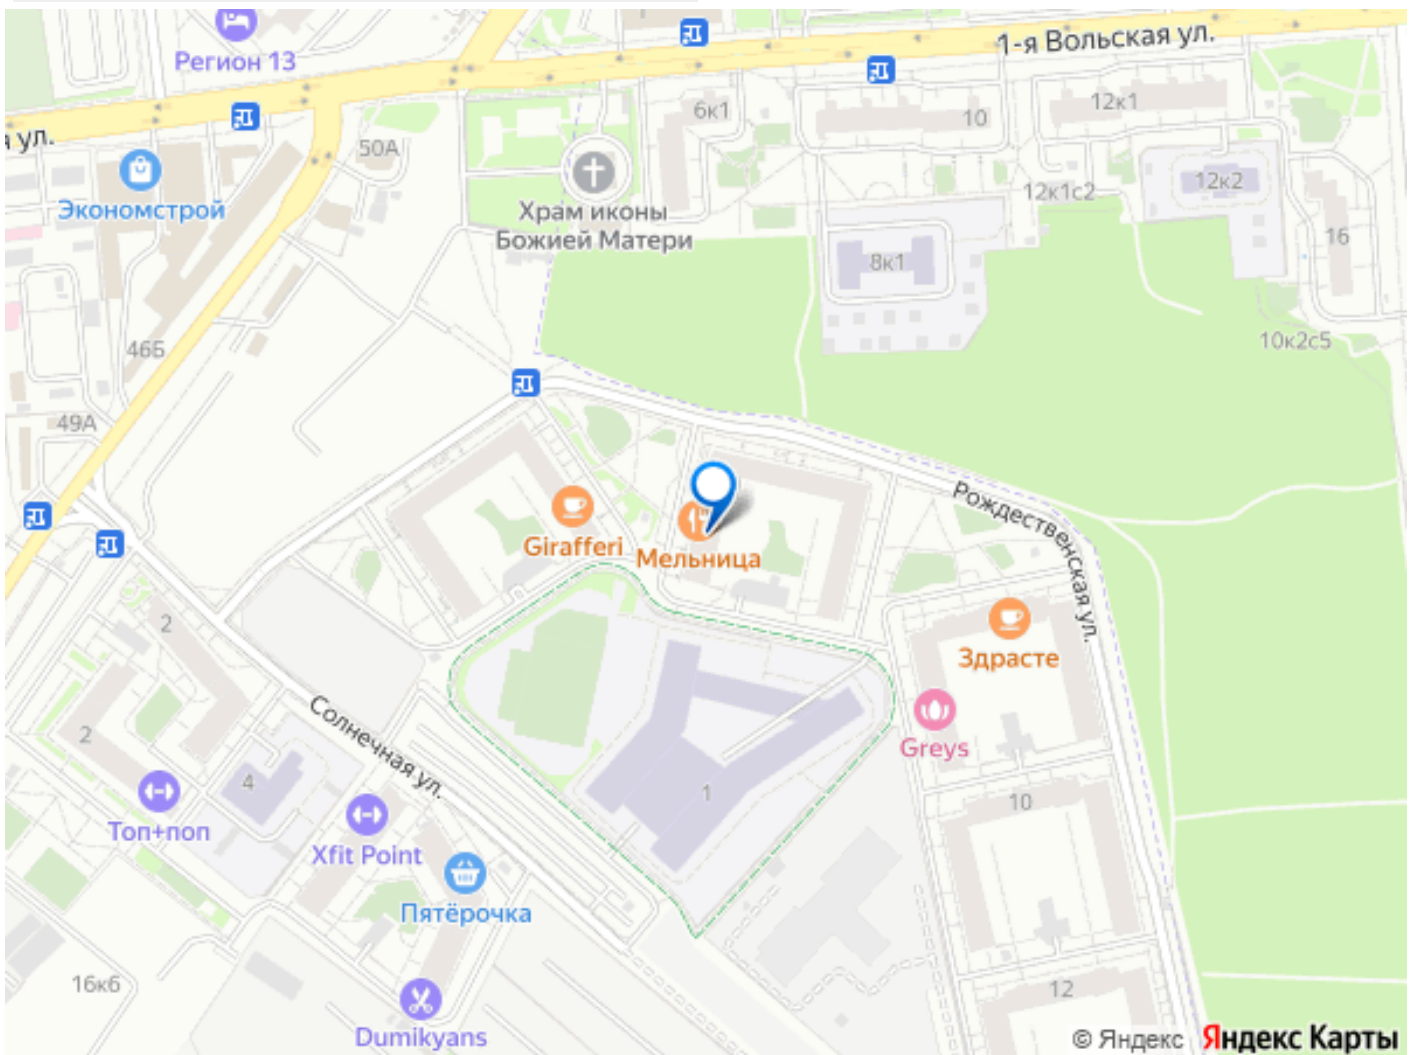 Регион 13
1-я Вольская ул.
ул.
50А
6к1
10
12к1
Экономстрой
Храм иконы
Божией Матери
12к1с2
12к2
16
8к1
46Б
10к2с5
49А
Рождественская ул.
Girafferi
Мельница
2
Здрасте
Солнечная ул.
2
Greys
4
1
10
Топ+поп
Xfit Point
Пятёрочка
16к6
12
Dumikyans
© Яндекс Яндекс Карты